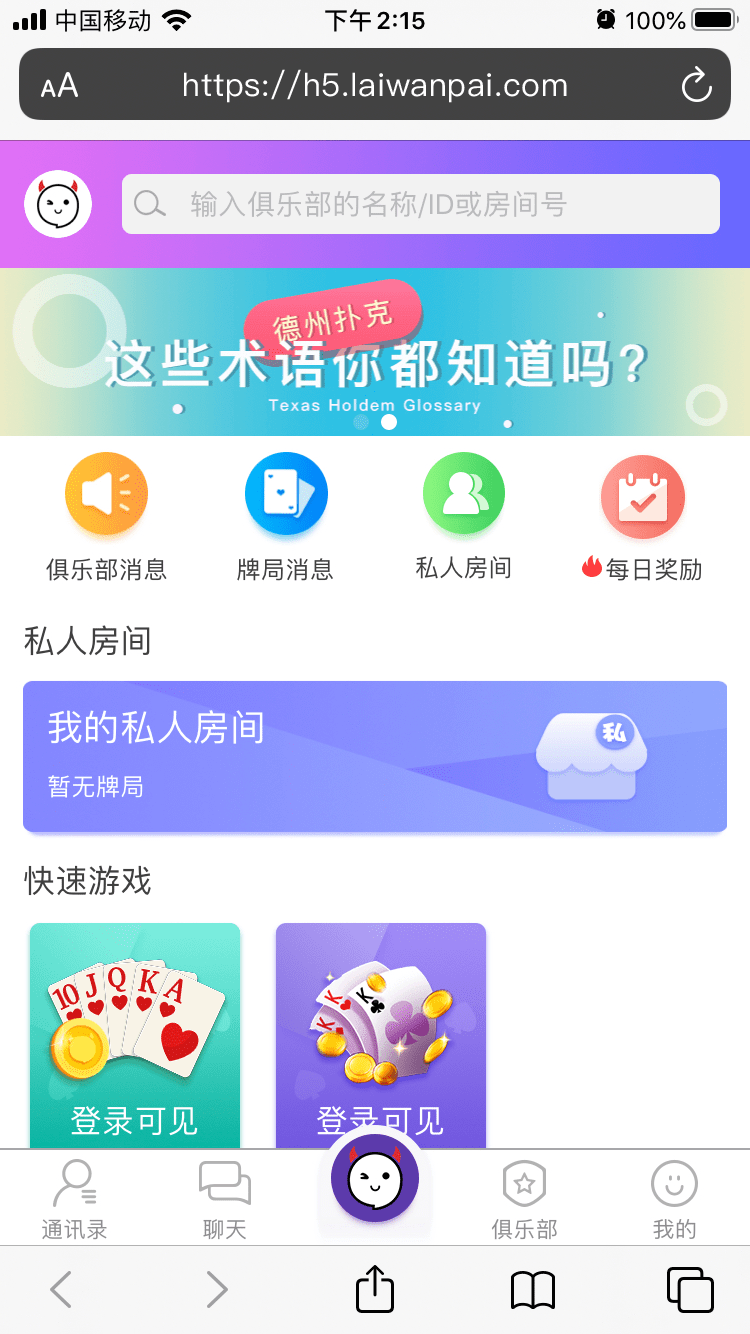 中国移动 下午 2:15 100%
AA https://h5.laiwanpai.com
输入俱乐部的名称/ID或房间号
德州扑克
这些术语你都知道吗?
Texas Holdem Glossary
俱乐部消息 牌局消息 私人房间 每日奖励
私人房间
我的私人房间
私
暂无牌局
快速游戏
10 J Q K A
K K K
登录可见 登录可见
通讯录 聊天 俱乐部 我的